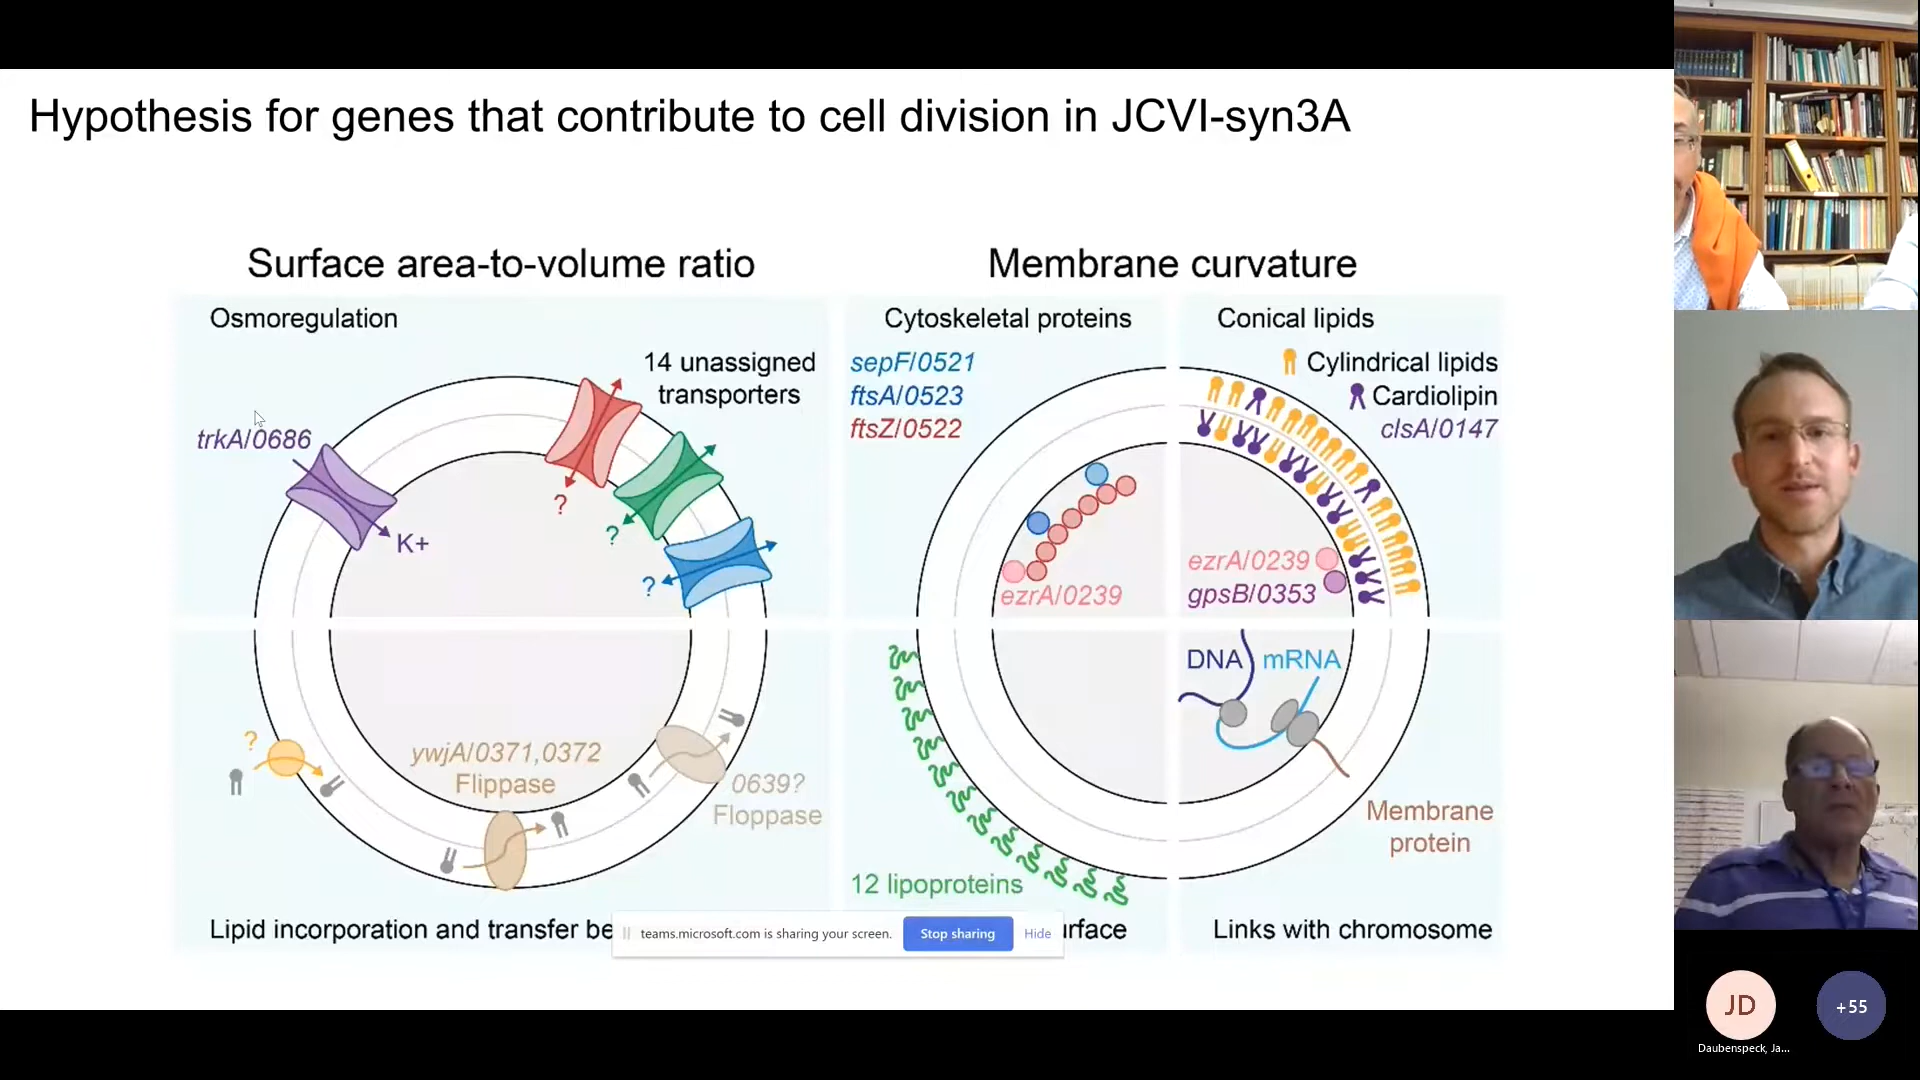 Hypothesis for genes that contribute to cell division in JCVI-syn3A
Surface area-to-volume ratio
Osmoregulation
14 unassigned
transporters
trkA/0686
K+
?
?
?
?
ywjA/0371,0372
Flippase
0639?
Floppase
Lipid incorporation and transfer be
Membrane curvature
Cytoskeletal proteins
sepF/0521
ftsA/0523
ftsZ/0522
ezrA/0239
Conical lipids
Cylindrical lipids
Cardiolipin
clsA/0147
ezrA/0239
gpsB/0353
12 lipoproteins
urface
DNA
mRNA
Membrane
protein
Links with chromosome
teams.microsoft.com is sharing your screen.
Stop sharing
Hide
JD
+55
Daubenspeck, Ja...